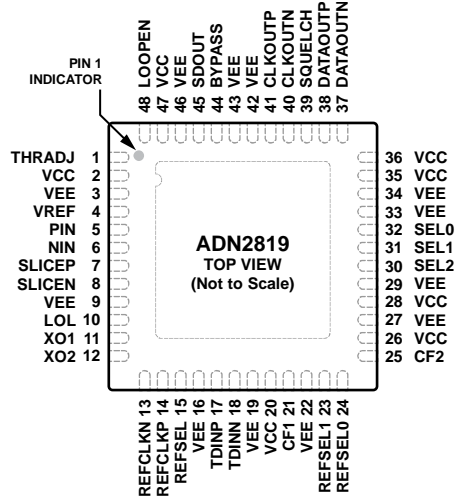 PIN 1
INDICATOR
48 LOOPEN
47 VCC
46 VEE
45 SDOUT
44 BYPASS
43 VEE
42 VEE
41 CLKOUTP
40 CLKOUTN
39 SQUELCH
38 DATAOUTP
37 DATAOUTN
THRADJ 1
VCC 2
VEE 3
VREF 4
PIN 5
NIN 6
SLICEP 7
SLICEN 8
VEE 9
LOL 10
XO1 11
XO2 12
ADN2819
TOP VIEW
(Not to Scale)
36 VCC
35 VCC
34 VEE
33 VEE
32 SEL0
31 SEL1
30 SEL2
29 VEE
28 VCC
27 VEE
26 VCC
25 CF2
REFCLKN 13
REFCLKP 14
REFSEL 15
VEE 16
TDINP 17
TDINN 18
VEE 19
VCC 20
CF1 21
VEE 22
REFSEL1 23
REFSEL0 24